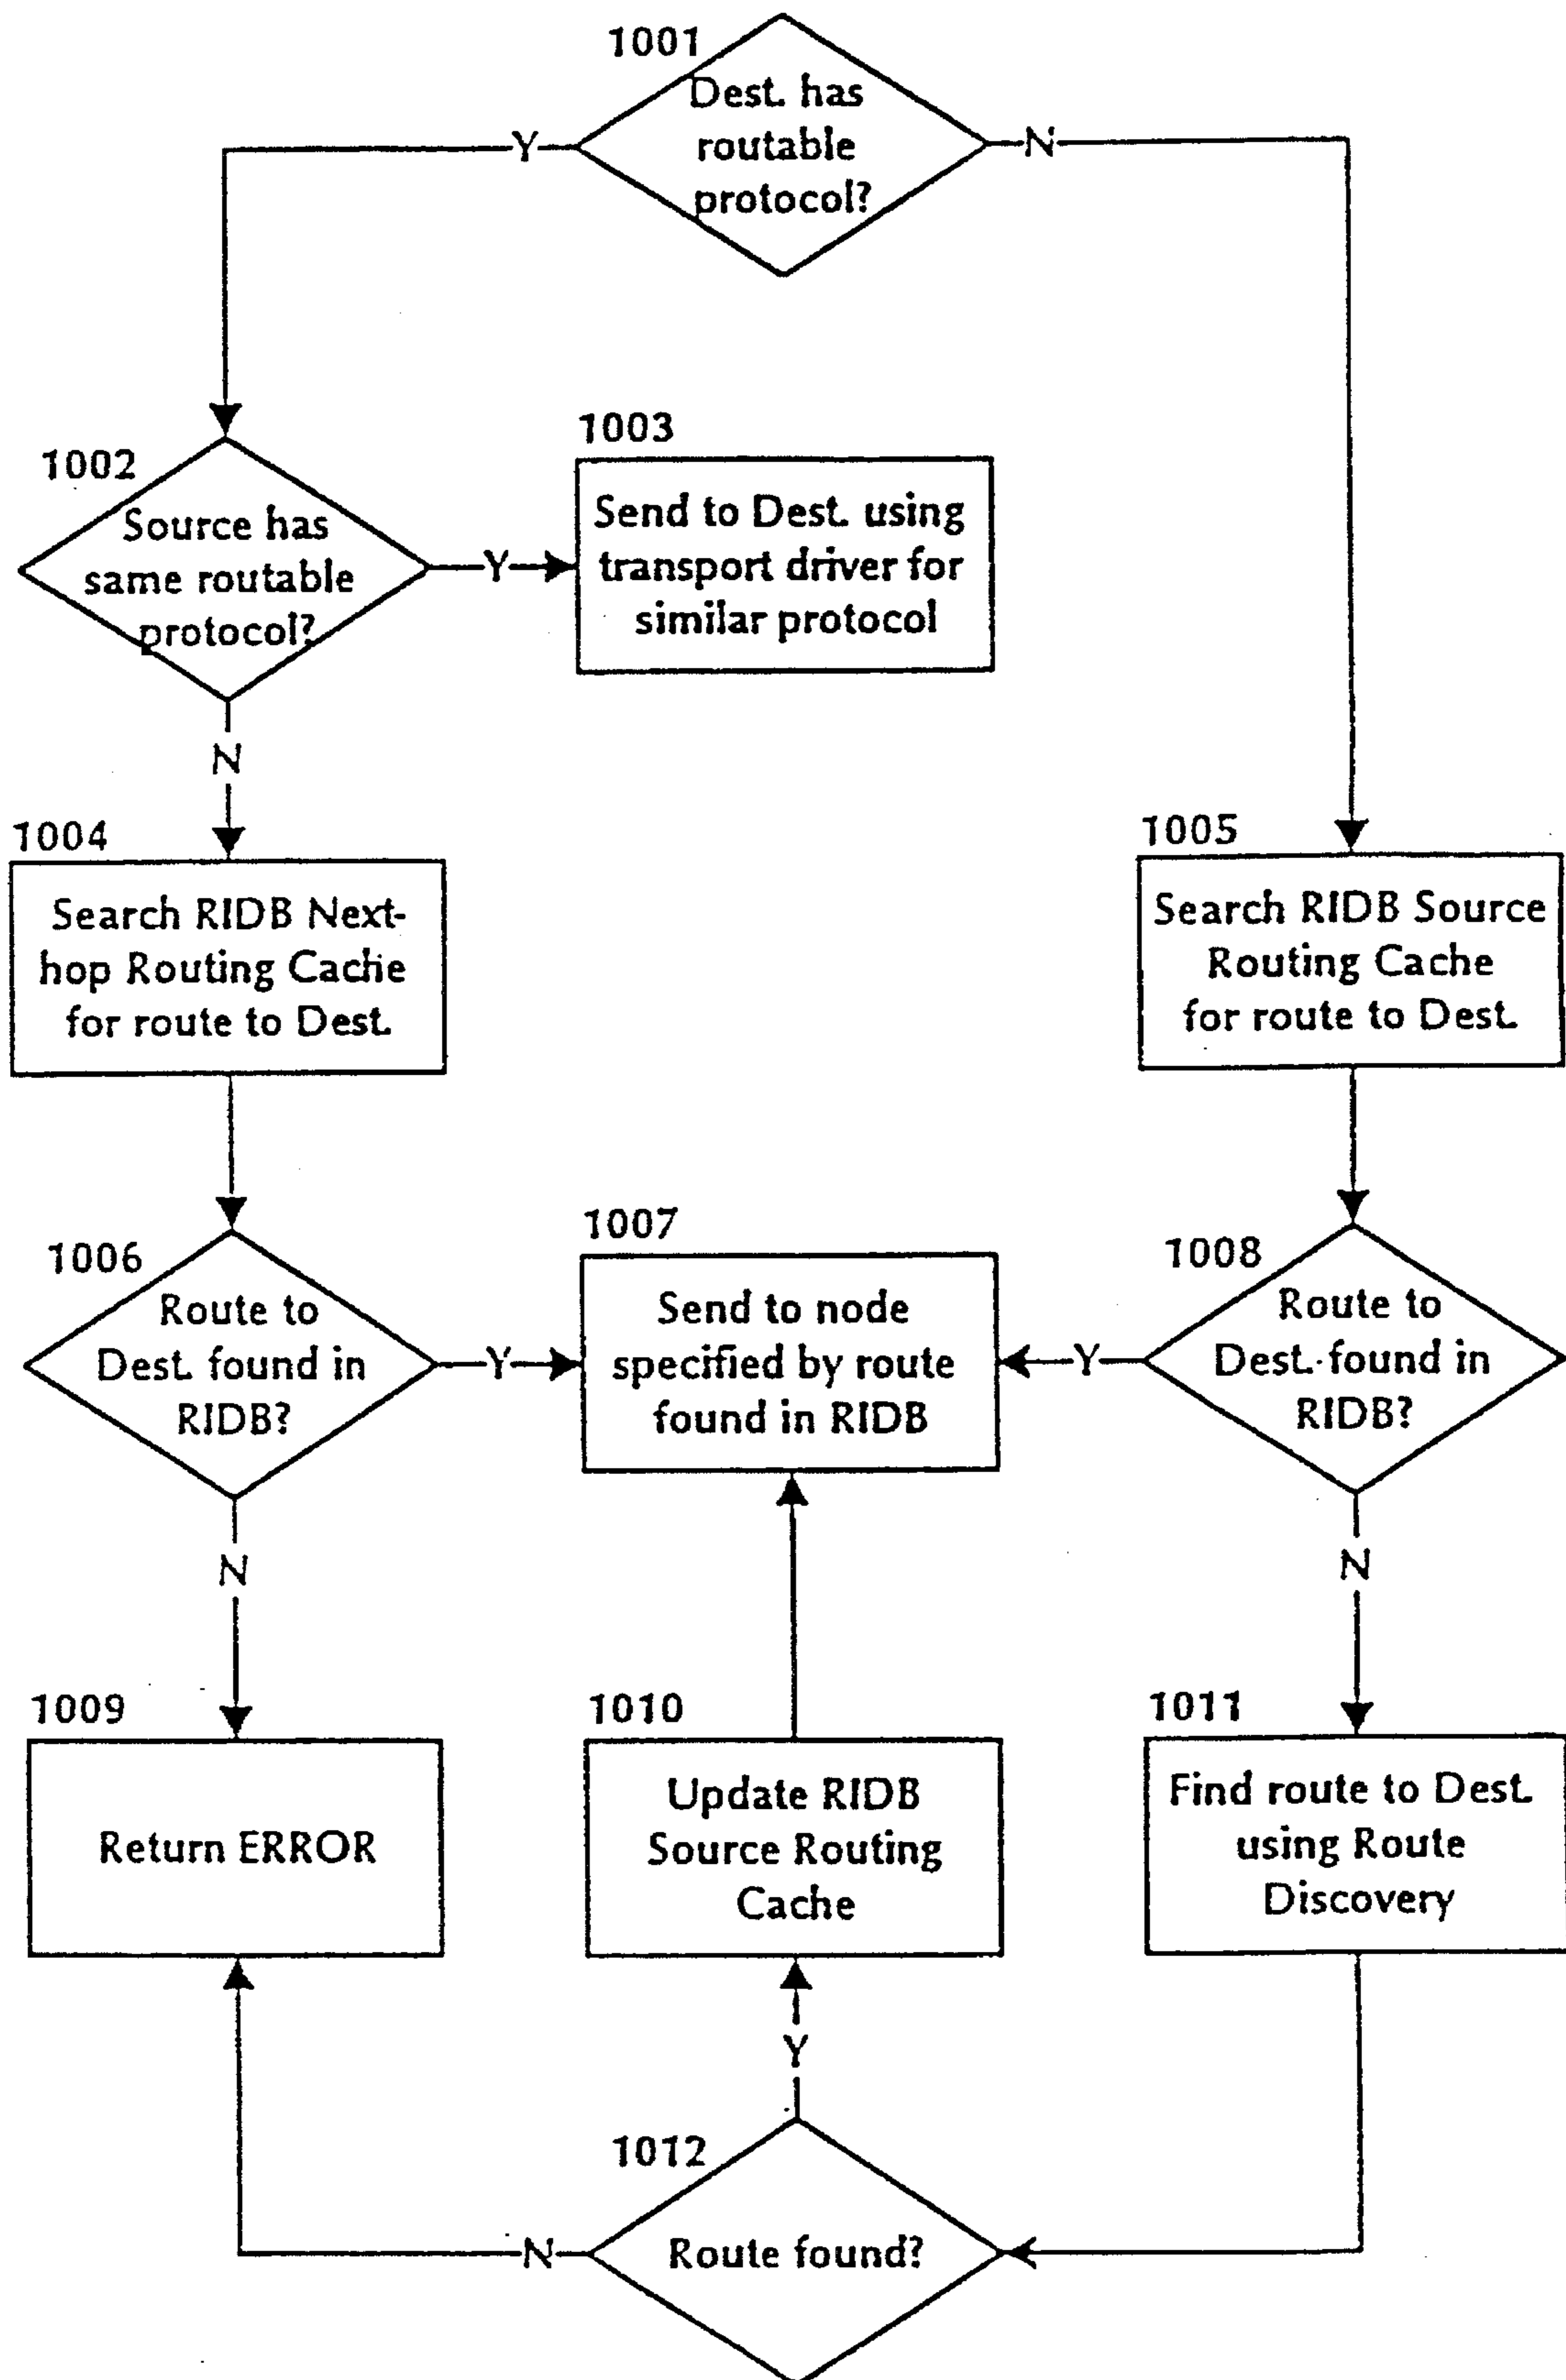 1001
Dest. has
routable
protocol?
Y
N
1002
Source has
same routable
protocol?
Y
1003
Send to Dest. using
transport driver for
similar protocol
N
1004
Search RIDB Next-
hop Routing Cache
for route to Dest.
1005
Search RIDB Source
Routing Cache
for route to Dest.
1006
Route to
Dest. found in
RIDB?
Y
1007
Send to node
specified by route
found in RIDB
Y
1008
Route to
Dest. found in
RIDB?
N
N
1009
Return ERROR
1010
Update RIDB
Source Routing
Cache
1011
Find route to Dest.
using Route
Discovery
Y
1012
Route found?
N